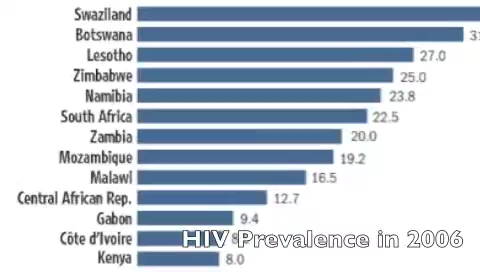 Swaziland
Botswana
Lesotho 27.0
Zimbabwe 25.0
Namibia 23.8
South Africa 22.5
Zambia 20.0
Mozambique 19.2
Malawi 16.5
Central African Rep. 12.7
Gabon 9.4
Côte d'Ivoire
HIV Prevalence in 2006
Kenya 8.0